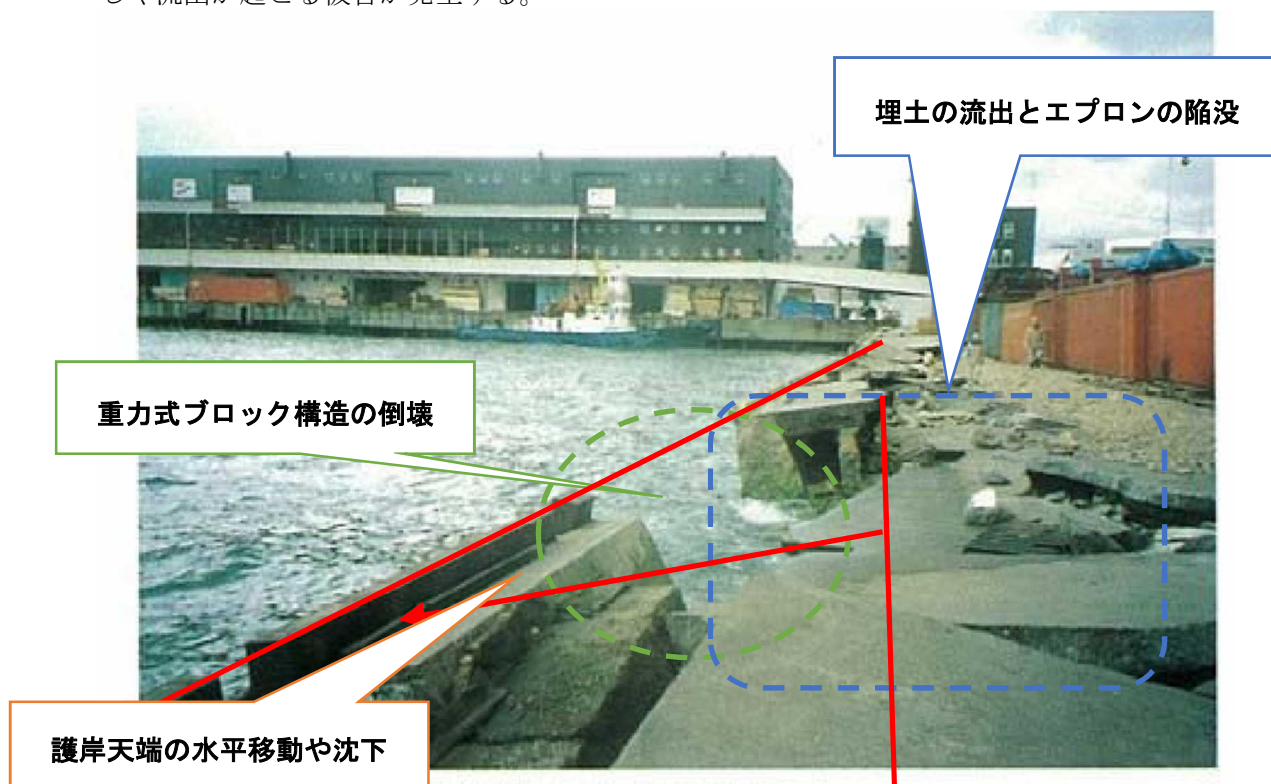 埋土の流出とエプロンの陥没
重力式ブロック構造の倒壊
護岸天端の水平移動や沈下